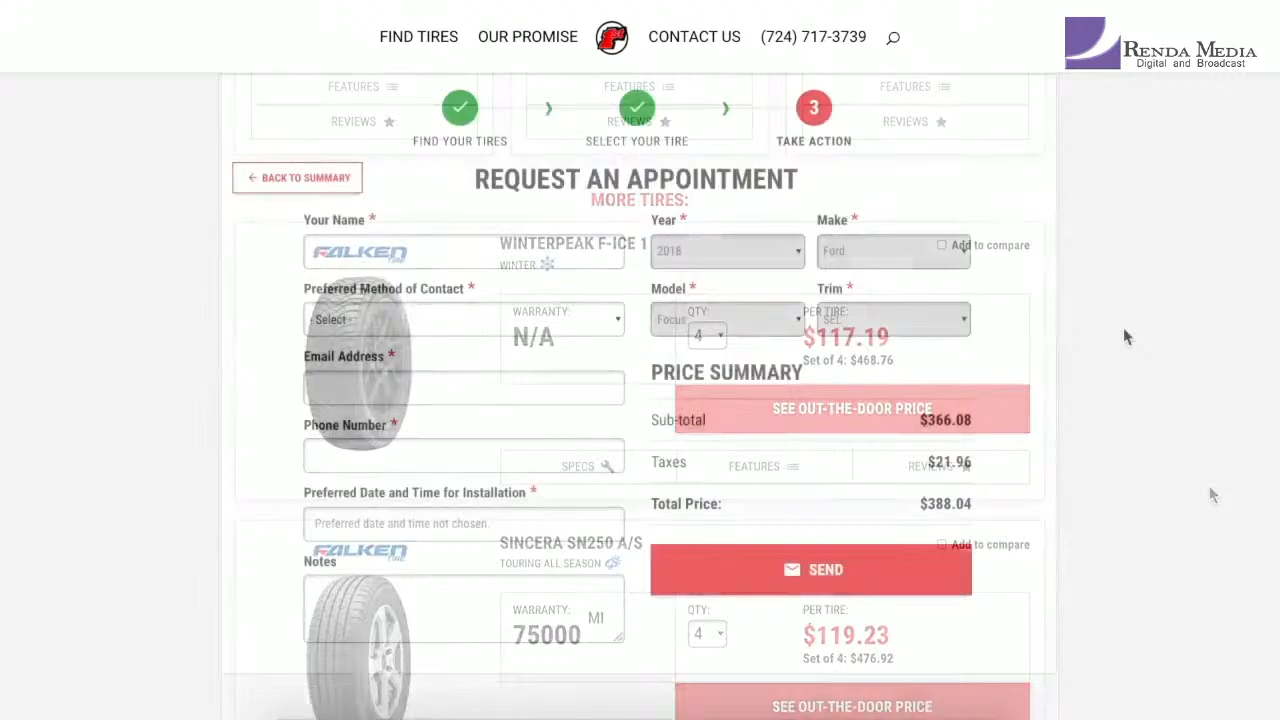 FIND TIRES OUR PROMISE CONTACT US (724) 717-3739
RENDA MEDIA
Digital and Broadcast
FEATURES FEATURES FEATURES
REVIEWS REVIEWS REVIEWS
3
FIND YOUR TIRES SELECT YOUR TIRE TAKE ACTION
← BACK TO SUMMARY
REQUEST AN APPOINTMENT
MORE TIRES:
Your Name * Year * Make *
FALKEN TIRE
WINTERPEAK F-ICE 1
WINTER
2018 Ford
Add to compare
Preferred Method of Contact * Model * Trim *
- Select - Focus SEL
WARRANTY: QTY: PER TIRE:
N/A 4 $117.19
Set of 4: $468.76
Email Address *
PRICE SUMMARY
SEE OUT-THE-DOOR PRICE
Sub-total $366.08
Phone Number *
Taxes $21.96
SPECS FEATURES REVIEWS
Preferred Date and Time for Installation *
Total Price: $388.04
Preferred date and time not chosen.
FALKEN TIRE
SINCERA SN250 A/S
TOURING ALL SEASON
Add to compare
Notes
SEND
WARRANTY: QTY: PER TIRE:
75000 MI 4 $119.23
Set of 4: $476.92
SEE OUT-THE-DOOR PRICE